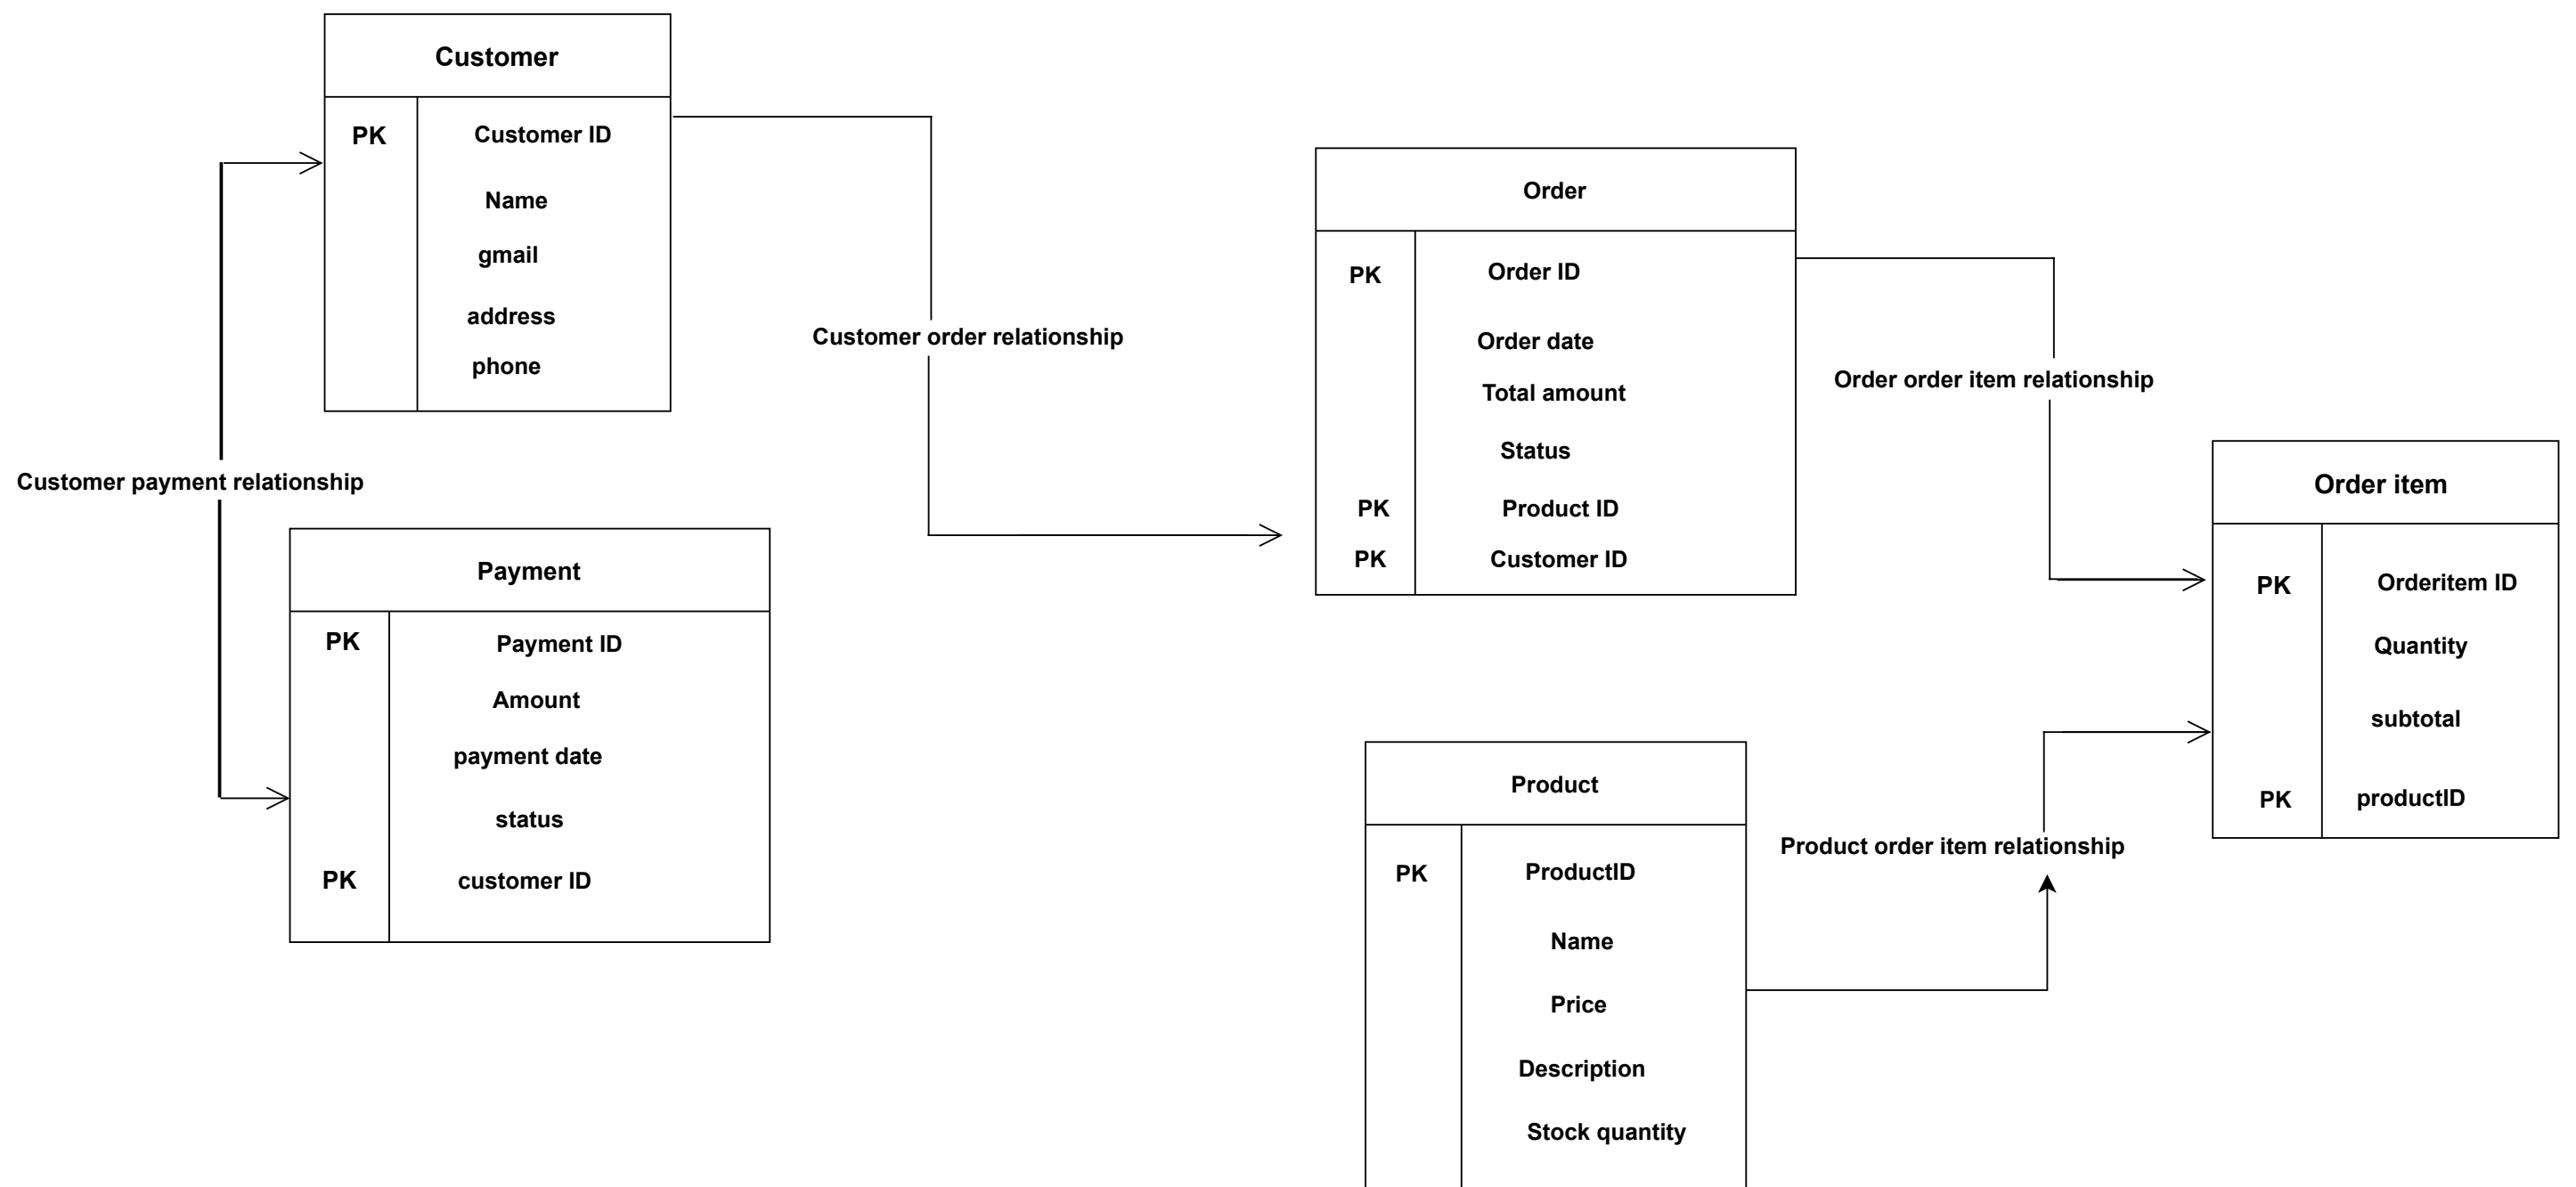 Customer
PK Customer ID
Name
gmail
address
phone
Customer order relationship
Customer payment relationship
Payment
PK Payment ID
Amount
payment date
status
PK customer ID
Order
PK Order ID
Order date
Total amount
Status
PK Product ID
PK Customer ID
Order order item relationship
Order item
PK Orderitem ID
Quantity
subtotal
PK productID
Product order item relationship
Product
PK ProductID
Name
Price
Description
Stock quantity